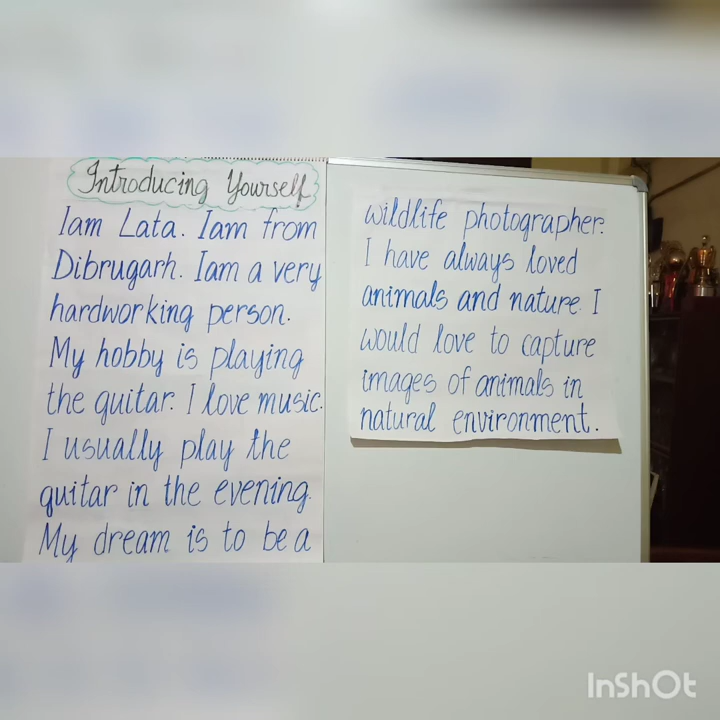 Introducing Yourself
Iam Lata. Iam from
Dibrugarh. Iam a very
hardworking person.
My hobby is playing
the guitar. I love music.
I usually play the
guitar in the evening.
My dream is to be a
wildlife photographer.
I have always loved
animals and nature. I
would love to capture
images of animals in
natural environment.
InShOt